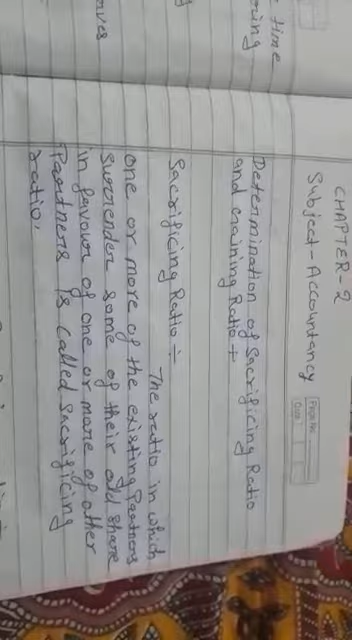 CHAPTER-2
Subject-Accountancy
Page No.
Date
Determination of Sacrificing Ratio
and Gaining Ratio ÷
Sacrificing Ratio ÷
The ratio in which
one or more of the existing Partners
surrender some of their old share
in favour of one or more of other
Partners is called Sacrificing
ratio.
time